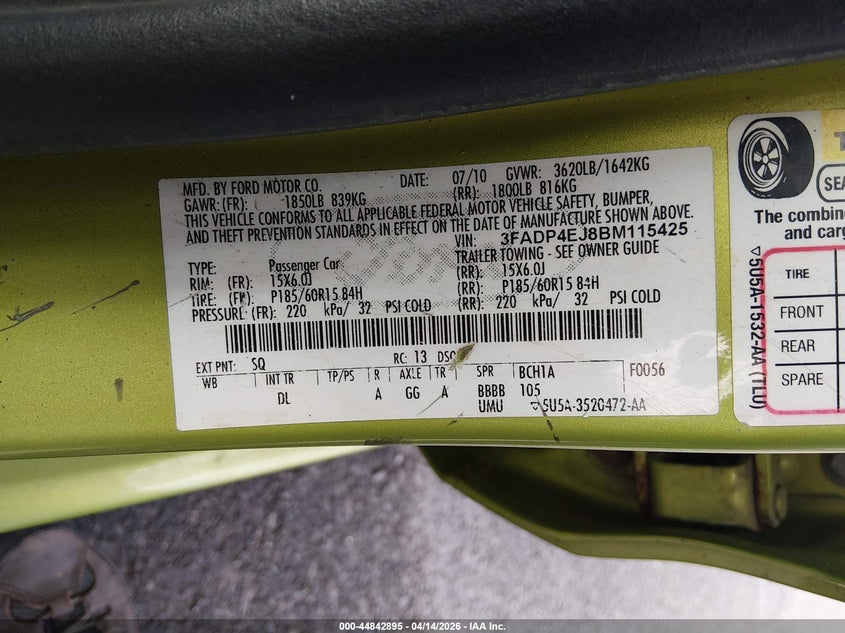 MFD. BY FORD MOTOR CO. DATE: 07/10 GVWR: 3620LB/1642KG
GAWR: (FR): 1850LB 839KG (RR): 1800LB 816KG
THIS VEHICLE CONFORMS TO ALL APPLICABLE FEDERAL MOTOR VEHICLE SAFETY, BUMPER,
AND THEFT PREVENTION STANDARDS IN EFFECT ON THE DATE OF MANUFACTURE SHOWN ABOVE.
VIN: 3FADP4EJ8BM115425
TYPE: Passenger Car TRAILER TOWING - SEE OWNER GUIDE
RIM: (FR): 15X6.0J (RR): 15X6.0J
TIRE: (FR): P185/60R15 84H (RR): P185/60R15 84H
PRESSURE (FR): 220 kPa/ 32 PSI COLD (RR): 220 kPa/ 32 PSI COLD
EXT PNT: SQ RC: 13 DSO:
WB INT TR TP/PS R AXLE TR SPR BCH1A F0056
DL A GG A BBBB 105
UMU ▽5U5A-3520472-AA
The combined
and carg
TIRE
FRONT
REAR
SPARE
▽5U5A-1532-AA (TL0)
000-44842895 | 04/14/2026 - IAA Inc.